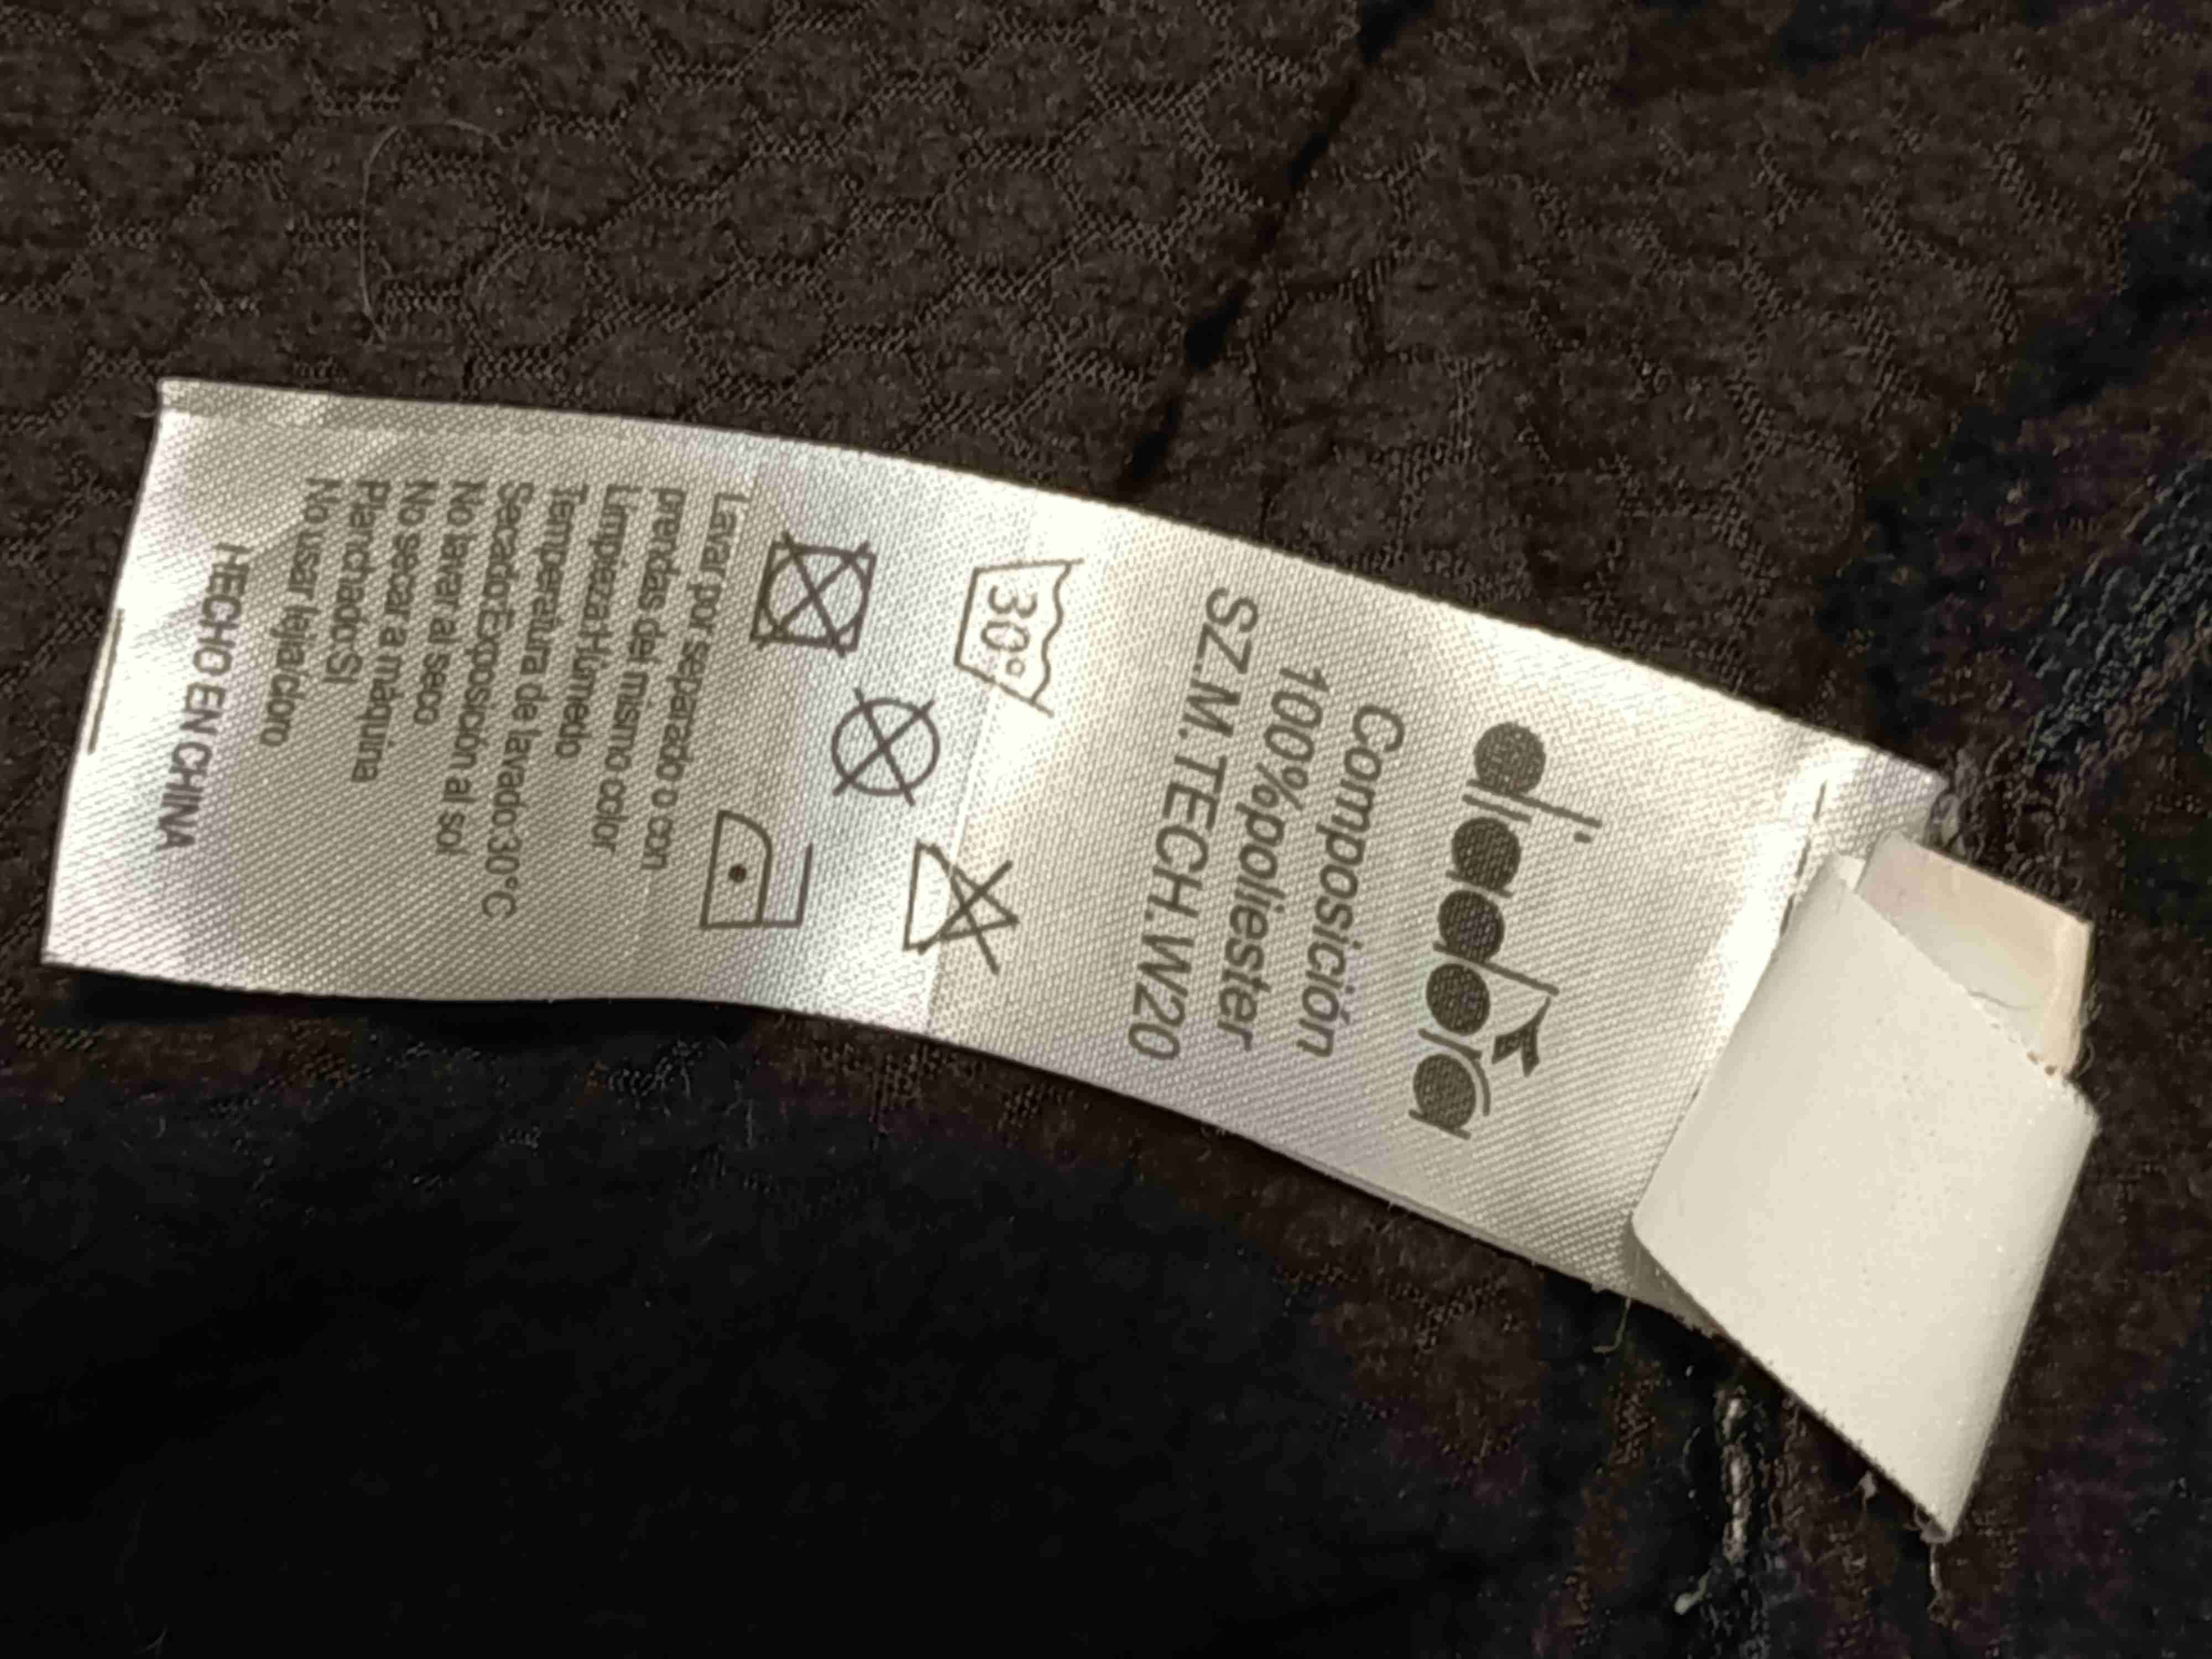 diadora
Composición
100%poliester
SZ.M.TECH.W20
30°
Lavar por separado o con
prendas del mismo color
Limpieza:Húmedo
Temperatura de lavado:30°C
Secado:Exposición al sol
No lavar al seco
No secar a máquina
Planchado:SI
No usar lejia/cloro
HECHO EN CHINA